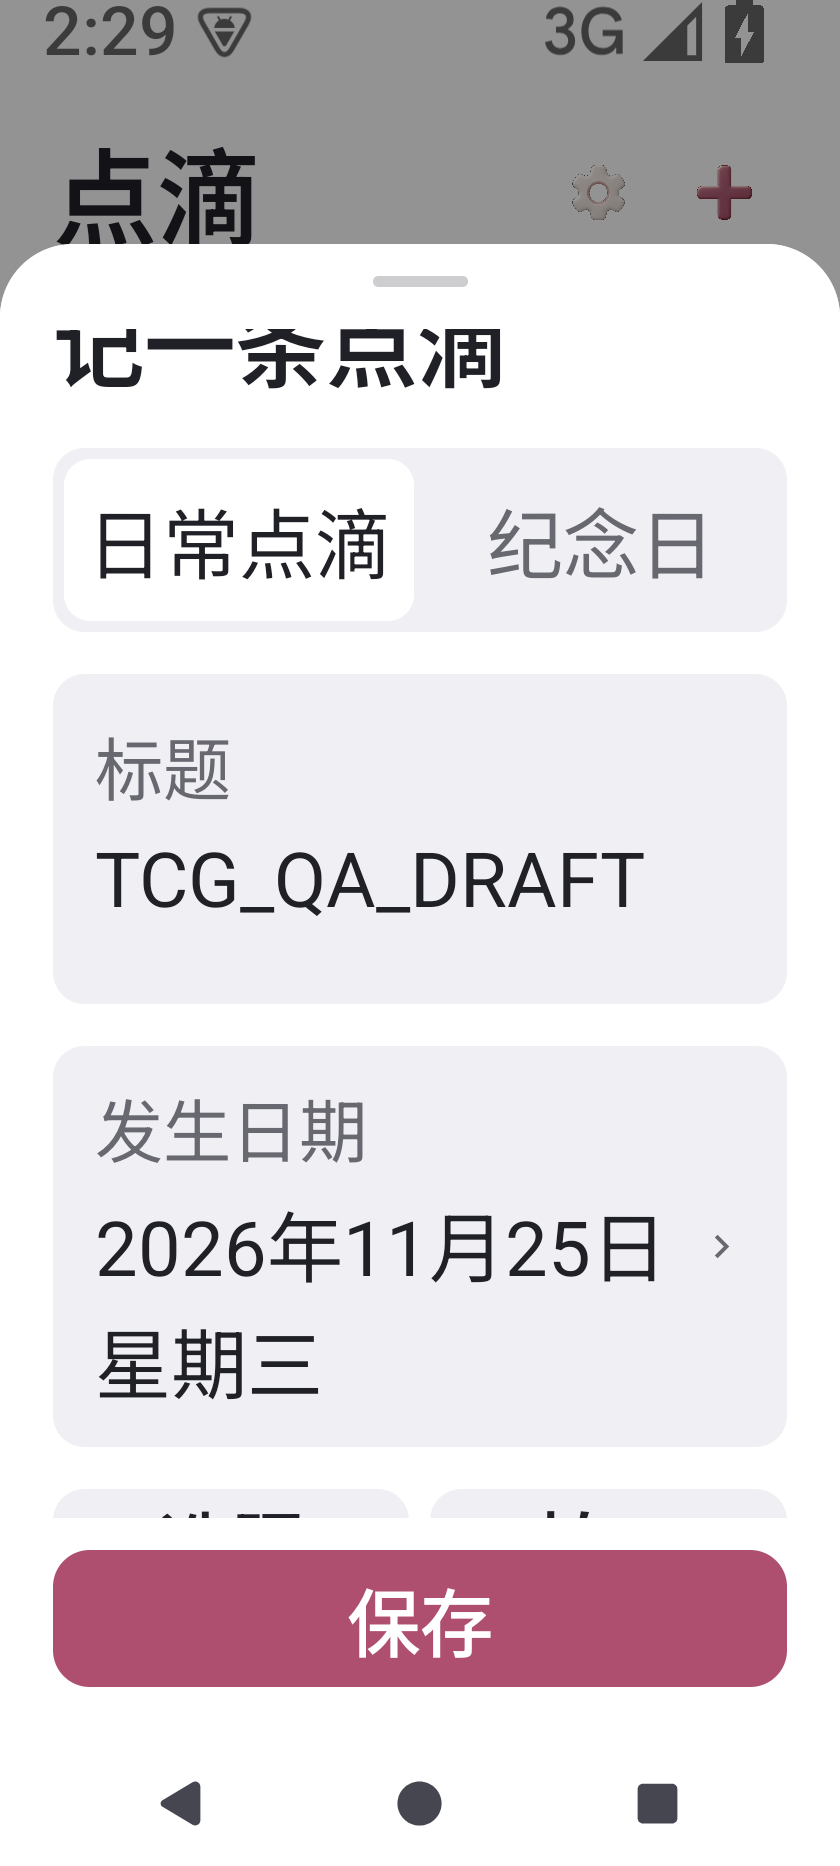 2:29
3G
点滴
记一条点滴
日常点滴
纪念日
标题
TCG_QA_DRAFT
发生日期
2026年11月25日
星期三
保存